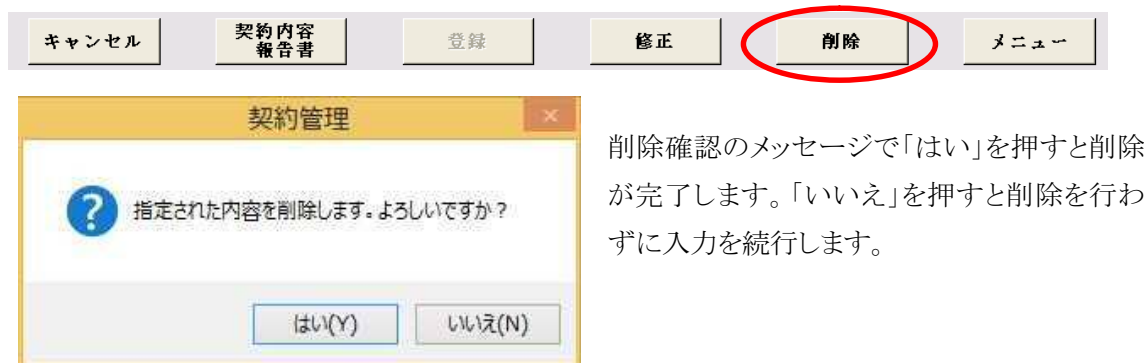 キャンセル
契約内容
報告書
登録
修正
削除
メニュー
契約管理
指定された内容を削除します。よろしいですか？
はい(Y)
いいえ(N)
削除確認のメッセージで「はい」を押すと削除
が完了します。「いいえ」を押すと削除を行わ
ずに入力を続行します。